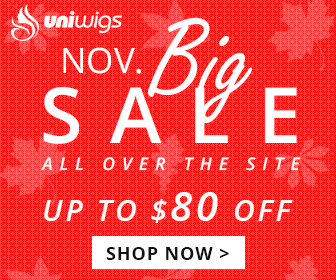 uniwigs
NOV. Big
SALE
ALL OVER THE SITE
UP TO $80 OFF
SHOP NOW >